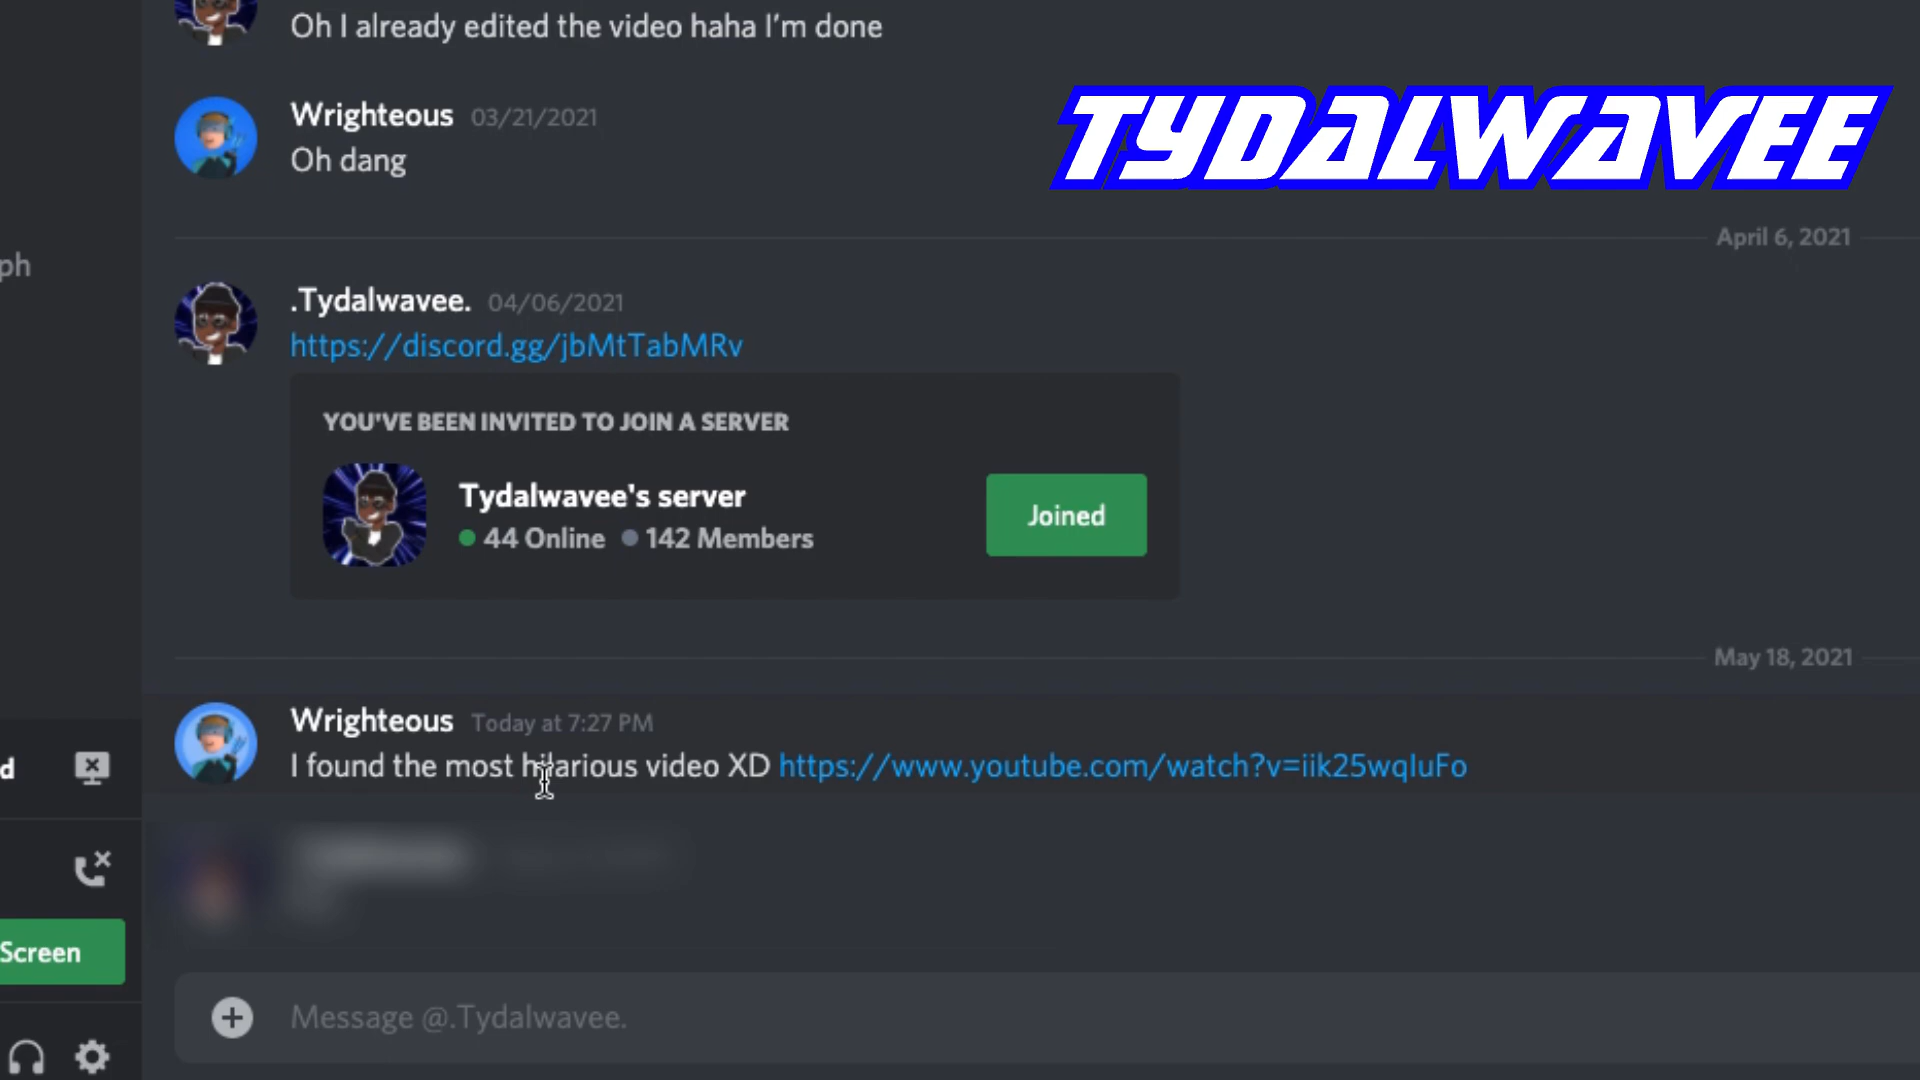 Oh I already edited the video haha I'm done
Wrighteous 03/21/2021
Oh dang
TYDALWAVEE
April 6, 2021
ph
.Tydalwavee. 04/06/2021
https://discord.gg/jbMtTabMRv
YOU'VE BEEN INVITED TO JOIN A SERVER
Tydalwavee's server
44 Online 142 Members
Joined
May 18, 2021
Wrighteous Today at 7:27 PM
d
I found the most hilarious video XD https://www.youtube.com/watch?v=iik25wqIuFo
Screen
Message @.Tydalwavee.